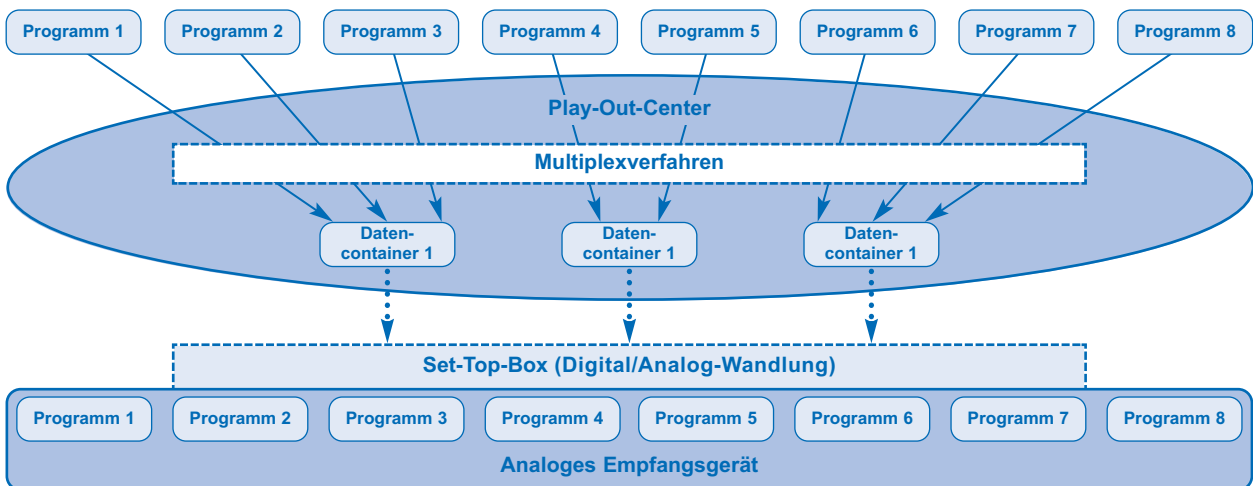 Programm 1
Programm 2
Programm 3
Programm 4
Programm 5
Programm 6
Programm 7
Programm 8
Play-Out-Center
Multiplexverfahren
Daten-
container 1
Daten-
container 1
Daten-
container 1
Set-Top-Box (Digital/Analog-Wandlung)
Programm 1
Programm 2
Programm 3
Programm 4
Programm 5
Programm 6
Programm 7
Programm 8
Analoges Empfangsgerät